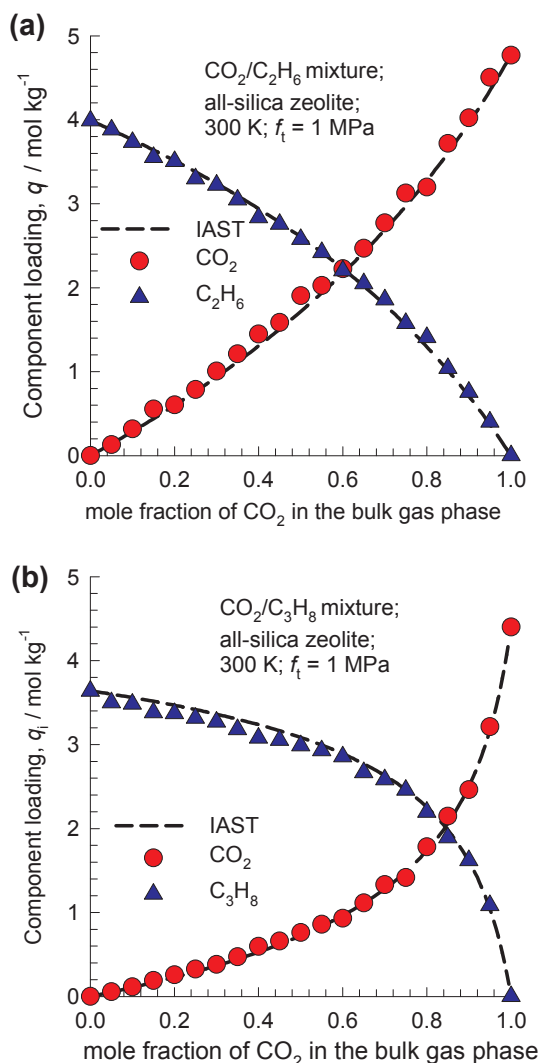 (a)
5
4
3
2
1
0
Component loading, q / mol kg⁻¹
CO₂/C₂H₆ mixture;
all-silica zeolite;
300 K; fₜ = 1 MPa
IAST
CO₂
C₂H₆
0.0 0.2 0.4 0.6 0.8 1.0
mole fraction of CO₂ in the bulk gas phase
(b)
5
4
3
2
1
0
Component loading, qᵢ / mol kg⁻¹
CO₂/C₃H₈ mixture;
all-silica zeolite;
300 K; fₜ = 1 MPa
IAST
CO₂
C₃H₈
0.0 0.2 0.4 0.6 0.8 1.0
mole fraction of CO₂ in the bulk gas phase